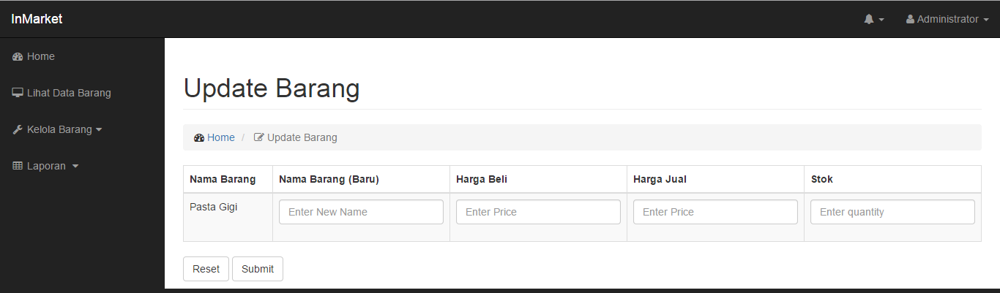 InMarket
Administrator
Home
Lihat Data Barang
Kelola Barang
Laporan
Update Barang
Home / Update Barang
Nama Barang Nama Barang (Baru) Harga Beli Harga Jual Stok
Pasta Gigi Enter New Name Enter Price Enter Price Enter quantity
Reset Submit